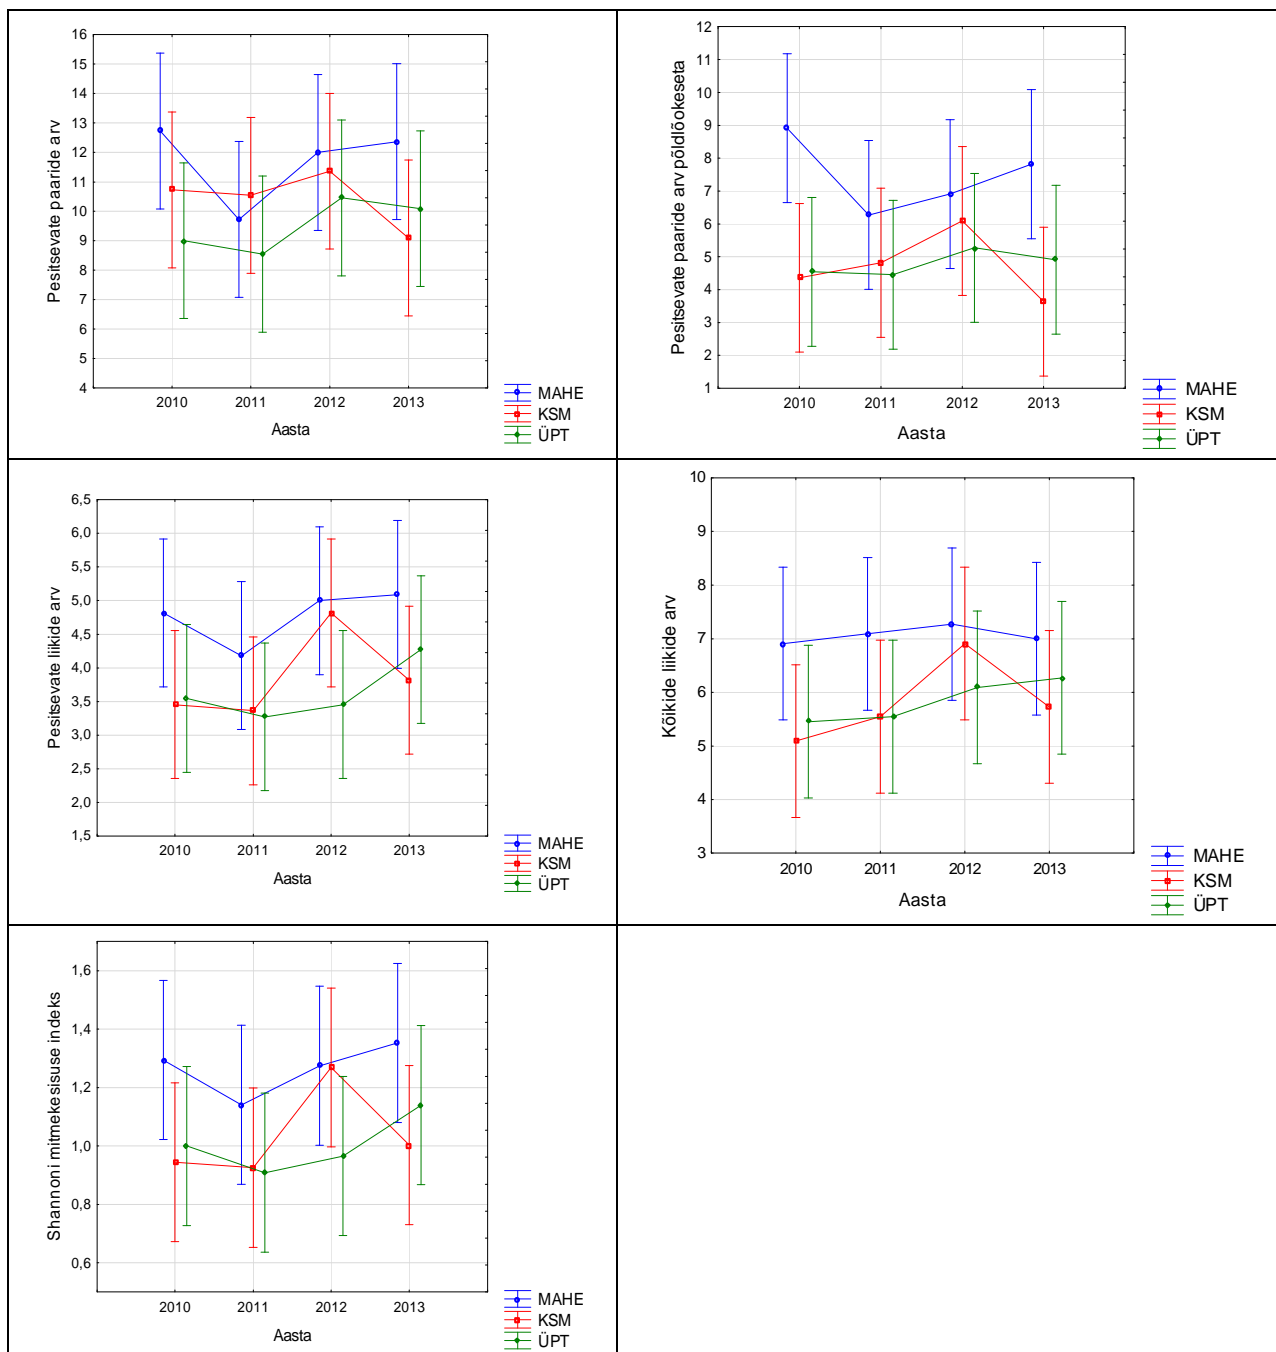 Pesitsevate paaride arv
16
15
14
13
12
11
10
9
8
7
6
5
4
2010 2011 2012 2013
Aasta
MAHE
KSM
ÜPT
Pesitsevate paaride arv põldlõokeseta
12
11
10
9
8
7
6
5
4
3
2
1
2010 2011 2012 2013
Aasta
MAHE
KSM
ÜPT
Pesitsevate liikide arv
6,5
6,0
5,5
5,0
4,5
4,0
3,5
3,0
2,5
2,0
1,5
2010 2011 2012 2013
Aasta
MAHE
KSM
ÜPT
Kõikide liikide arv
10
9
8
7
6
5
4
3
2010 2011 2012 2013
Aasta
MAHE
KSM
ÜPT
Shannoni mitmekesisuse indeks
1,6
1,4
1,2
1,0
0,8
0,6
2010 2011 2012 2013
Aasta
MAHE
KSM
ÜPT